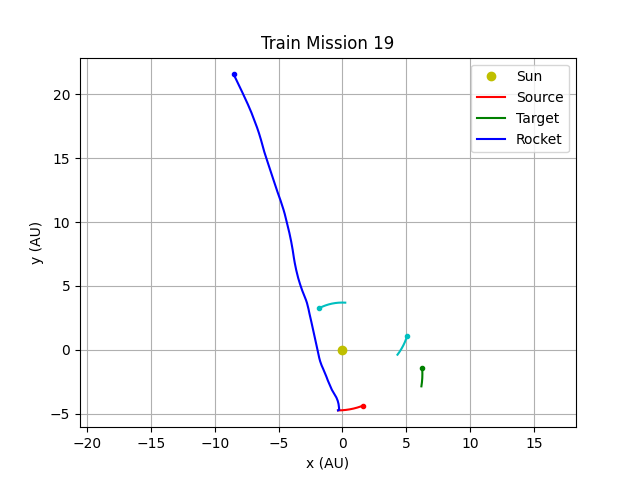 Train Mission 19
Sun
Source
Target
Rocket
y (AU)
20
15
10
5
0
−5
−20 −15 −10 −5 0 5 10 15
x (AU)